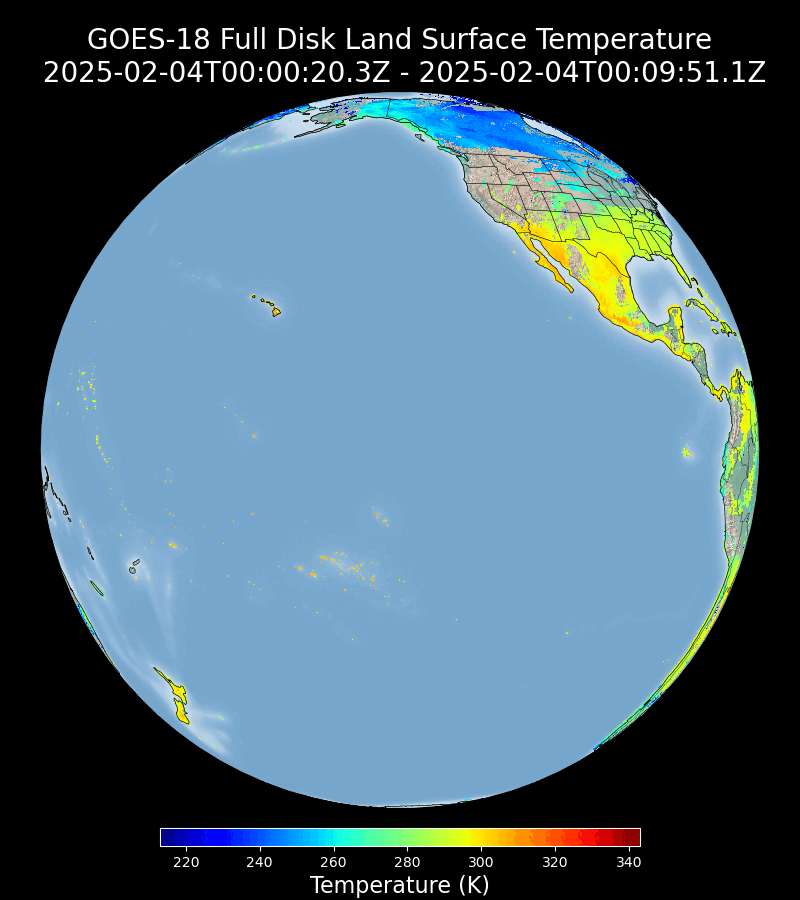 GOES-18 Full Disk Land Surface Temperature
2025-02-04T00:00:20.3Z - 2025-02-04T00:09:51.1Z
220 240 260 280 300 320 340
Temperature (K)